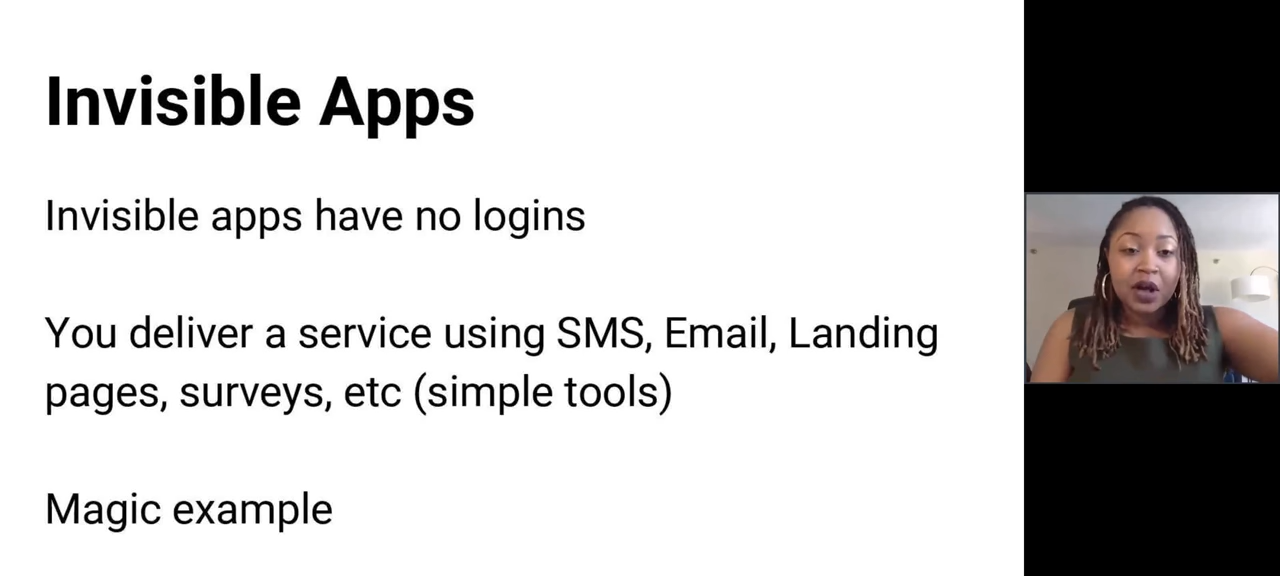 Invisible Apps
Invisible apps have no logins
You deliver a service using SMS, Email, Landing
pages, surveys, etc (simple tools)
Magic example